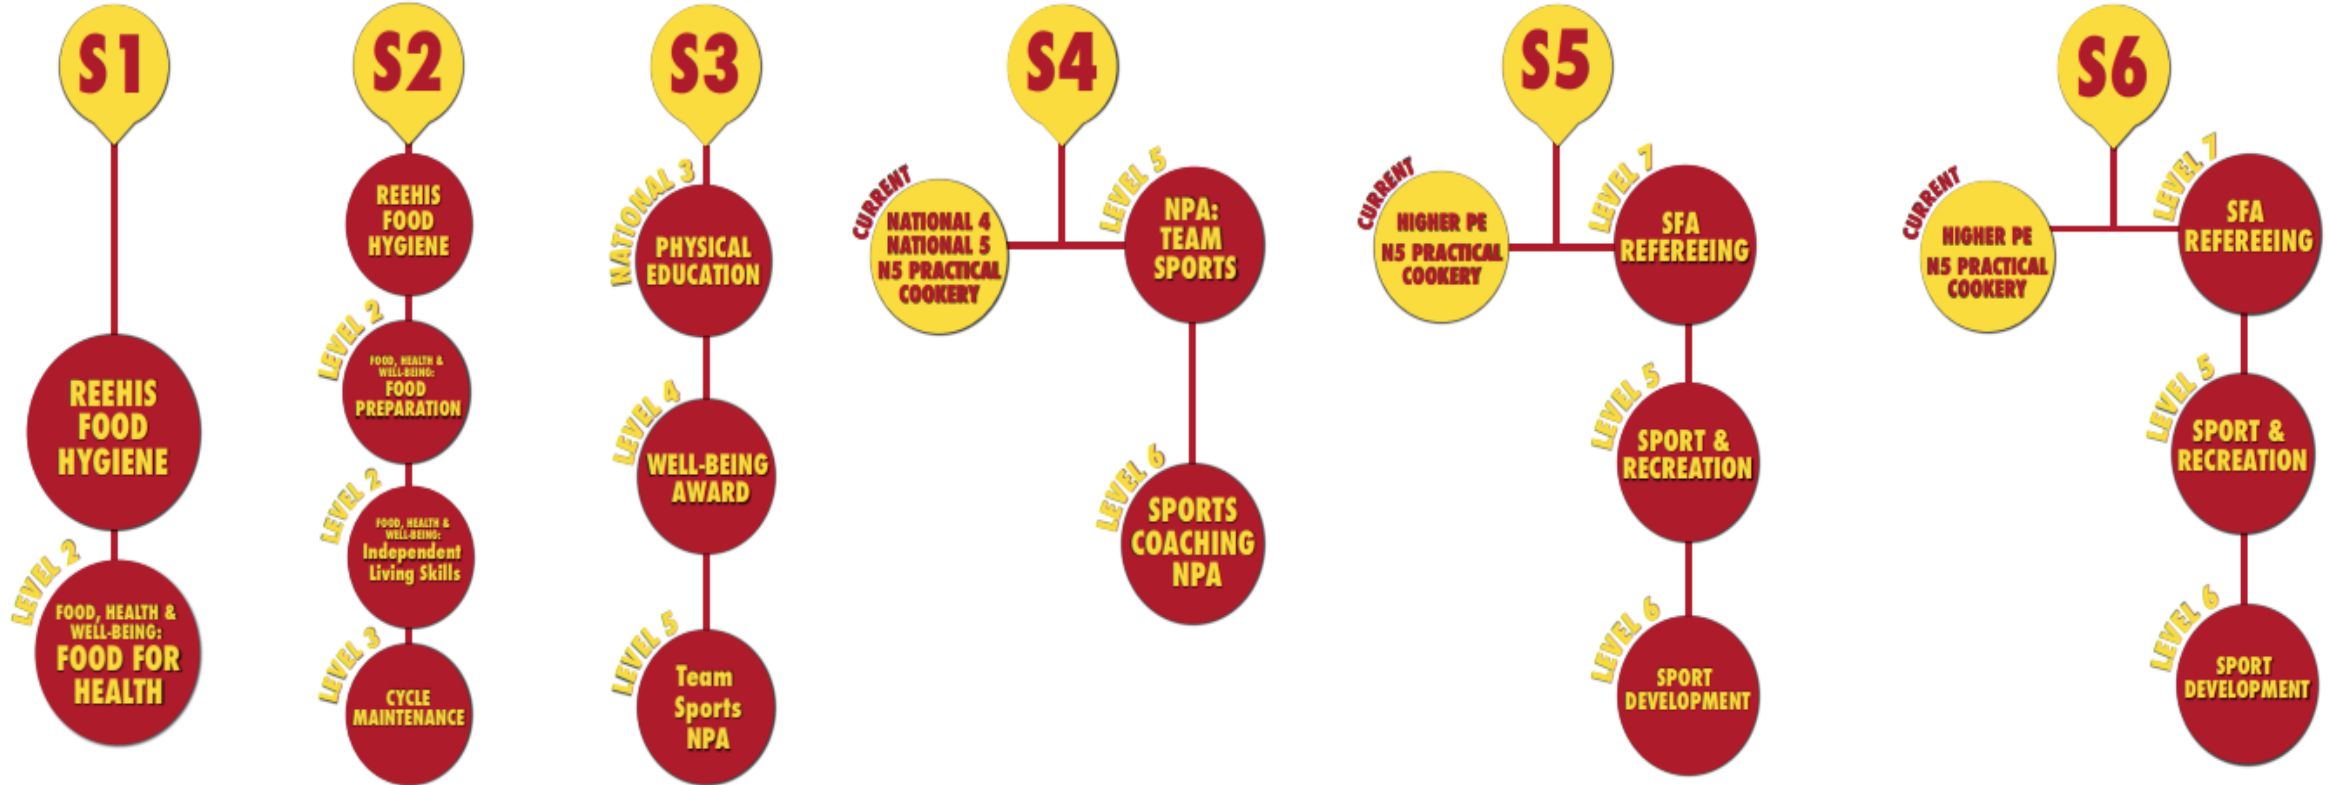 S1
REEHIS
FOOD
HYGIENE
LEVEL 2
FOOD, HEALTH &
WELL-BEING:
FOOD FOR
HEALTH
S2
REEHIS
FOOD
HYGIENE
LEVEL 2
FOOD, HEALTH &
WELL-BEING:
FOOD
PREPARATION
LEVEL 2
FOOD, HEALTH &
WELL-BEING:
Independent
Living Skills
LEVEL 3
CYCLE
MAINTENANCE
S3
NATIONAL 3
PHYSICAL
EDUCATION
LEVEL 4
WELL-BEING
AWARD
LEVEL 5
Team
Sports
NPA
S4
CURRENT
NATIONAL 4
NATIONAL 5
N5 PRACTICAL
COOKERY
LEVEL 5
NPA:
TEAM
SPORTS
LEVEL 6
SPORTS
COACHING
NPA
S5
CURRENT
HIGHER PE
N5 PRACTICAL
COOKERY
LEVEL 7
SFA
REFEREEING
LEVEL 5
SPORT &
RECREATION
LEVEL 6
SPORT
DEVELOPMENT
S6
CURRENT
HIGHER PE
N5 PRACTICAL
COOKERY
LEVEL 7
SFA
REFEREEING
LEVEL 5
SPORT &
RECREATION
LEVEL 6
SPORT
DEVELOPMENT